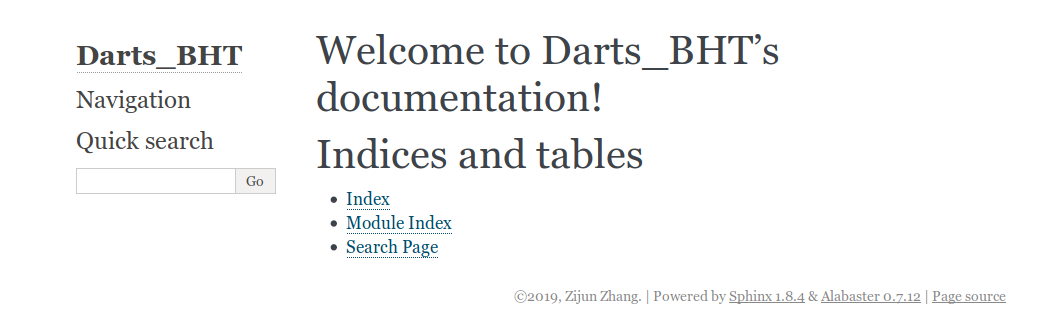 Darts_BHT
Navigation
Quick search
Go
Welcome to Darts_BHT’s
documentation!
Indices and tables
Index
Module Index
Search Page
©2019, Zijun Zhang. | Powered by Sphinx 1.8.4 & Alabaster 0.7.12 | Page source